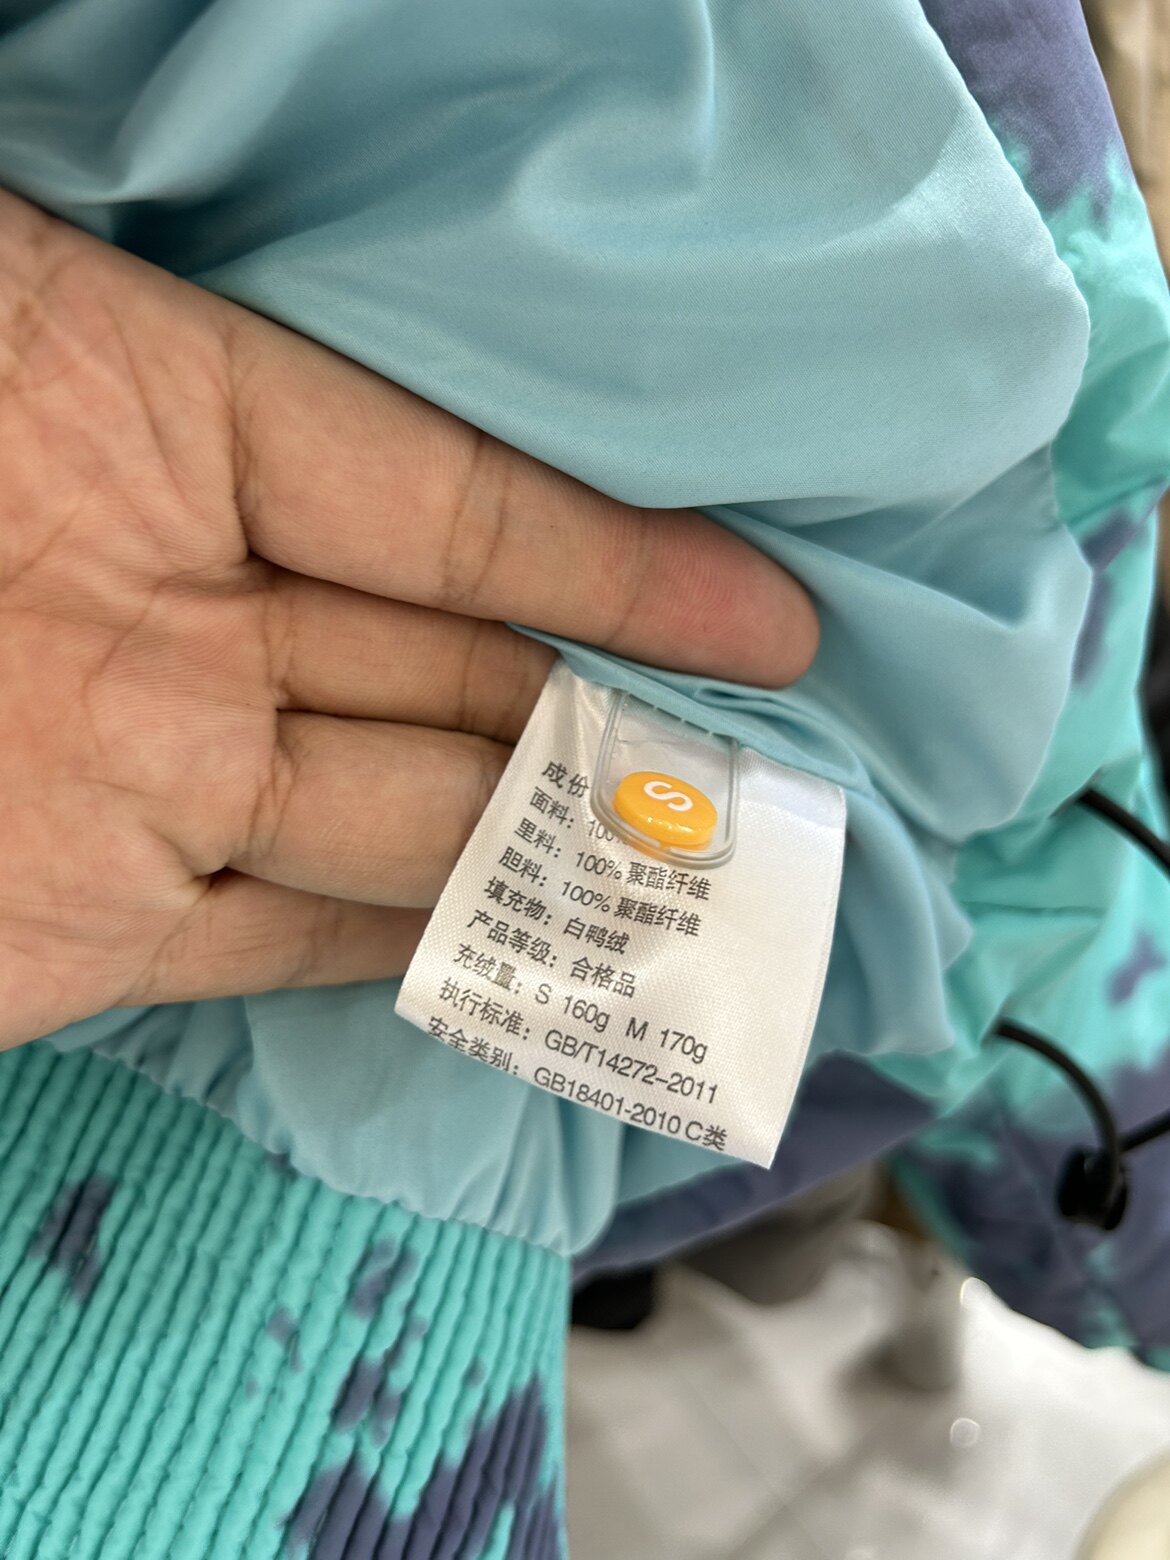 S
成份
面料：100%
里料：100% 聚酯纤维
胆料：100% 聚酯纤维
填充物：白鸭绒
产品等级：合格品
充绒量：S 160g M 170g
执行标准：GB/T14272-2011
安全类别：GB18401-2010 C类